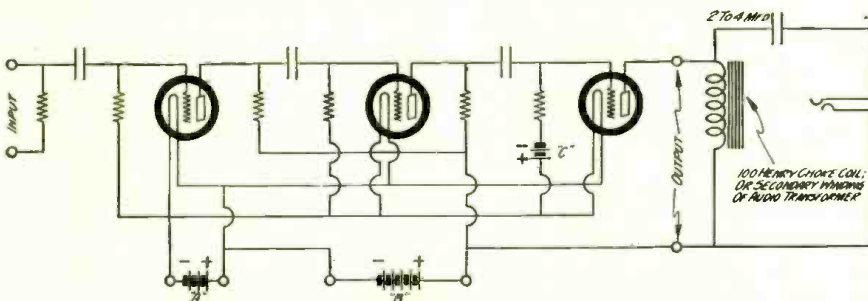 INPUT
- +
"A"
- +
"B"
-
+
"C"
OUTPUT
2 TO 4 MFD
100 HENRY CHOKE COIL;
OR SECONDARY WINDING
OF AUDIO TRANSFORMER